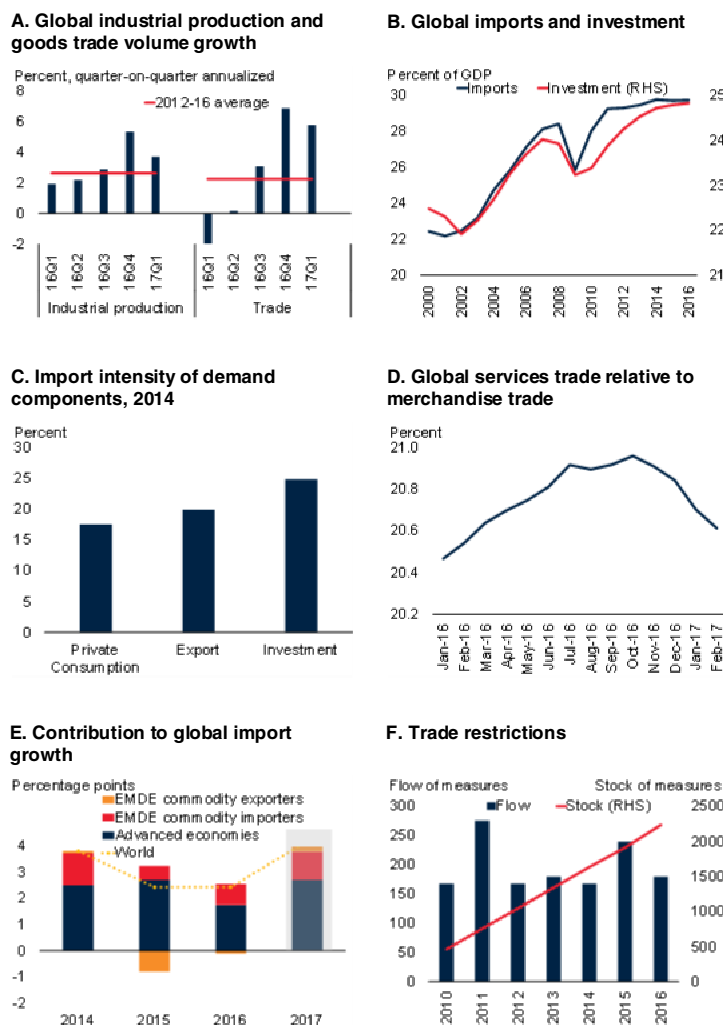 A. Global industrial production and
goods trade volume growth
Percent, quarter-on-quarter annualized
8
6
4
2
0
-2
2012-16 average
16Q1
16Q2
16Q3
16Q4
17Q1
16Q1
16Q2
16Q3
16Q4
17Q1
Industrial production
Trade
B. Global imports and investment
Percent of GDP
Imports
Investment (RHS)
30
28
26
24
22
20
25
24
23
22
21
2000
2002
2004
2006
2008
2010
2012
2014
2016
C. Import intensity of demand
components, 2014
Percent
30
25
20
15
10
5
0
Private
Consumption
Export
Investment
D. Global services trade relative to
merchandise trade
Percent
21.0
20.8
20.6
20.4
20.2
Jan-16
Feb-16
Mar-16
Apr-16
May-16
Jun-16
Jul-16
Aug-16
Sep-16
Oct-16
Nov-16
Dec-16
Jan-17
Feb-17
E. Contribution to global import
growth
Percentage points
EMDE commodity exporters
EMDE commodity importers
Advanced economies
World
4
3
2
1
0
-1
-2
2014
2015
2016
2017
F. Trade restrictions
Flow of measures
Stock of measures
Flow
Stock (RHS)
300
250
200
150
100
50
0
2500
2000
1500
1000
500
0
2010
2011
2012
2013
2014
2015
2016